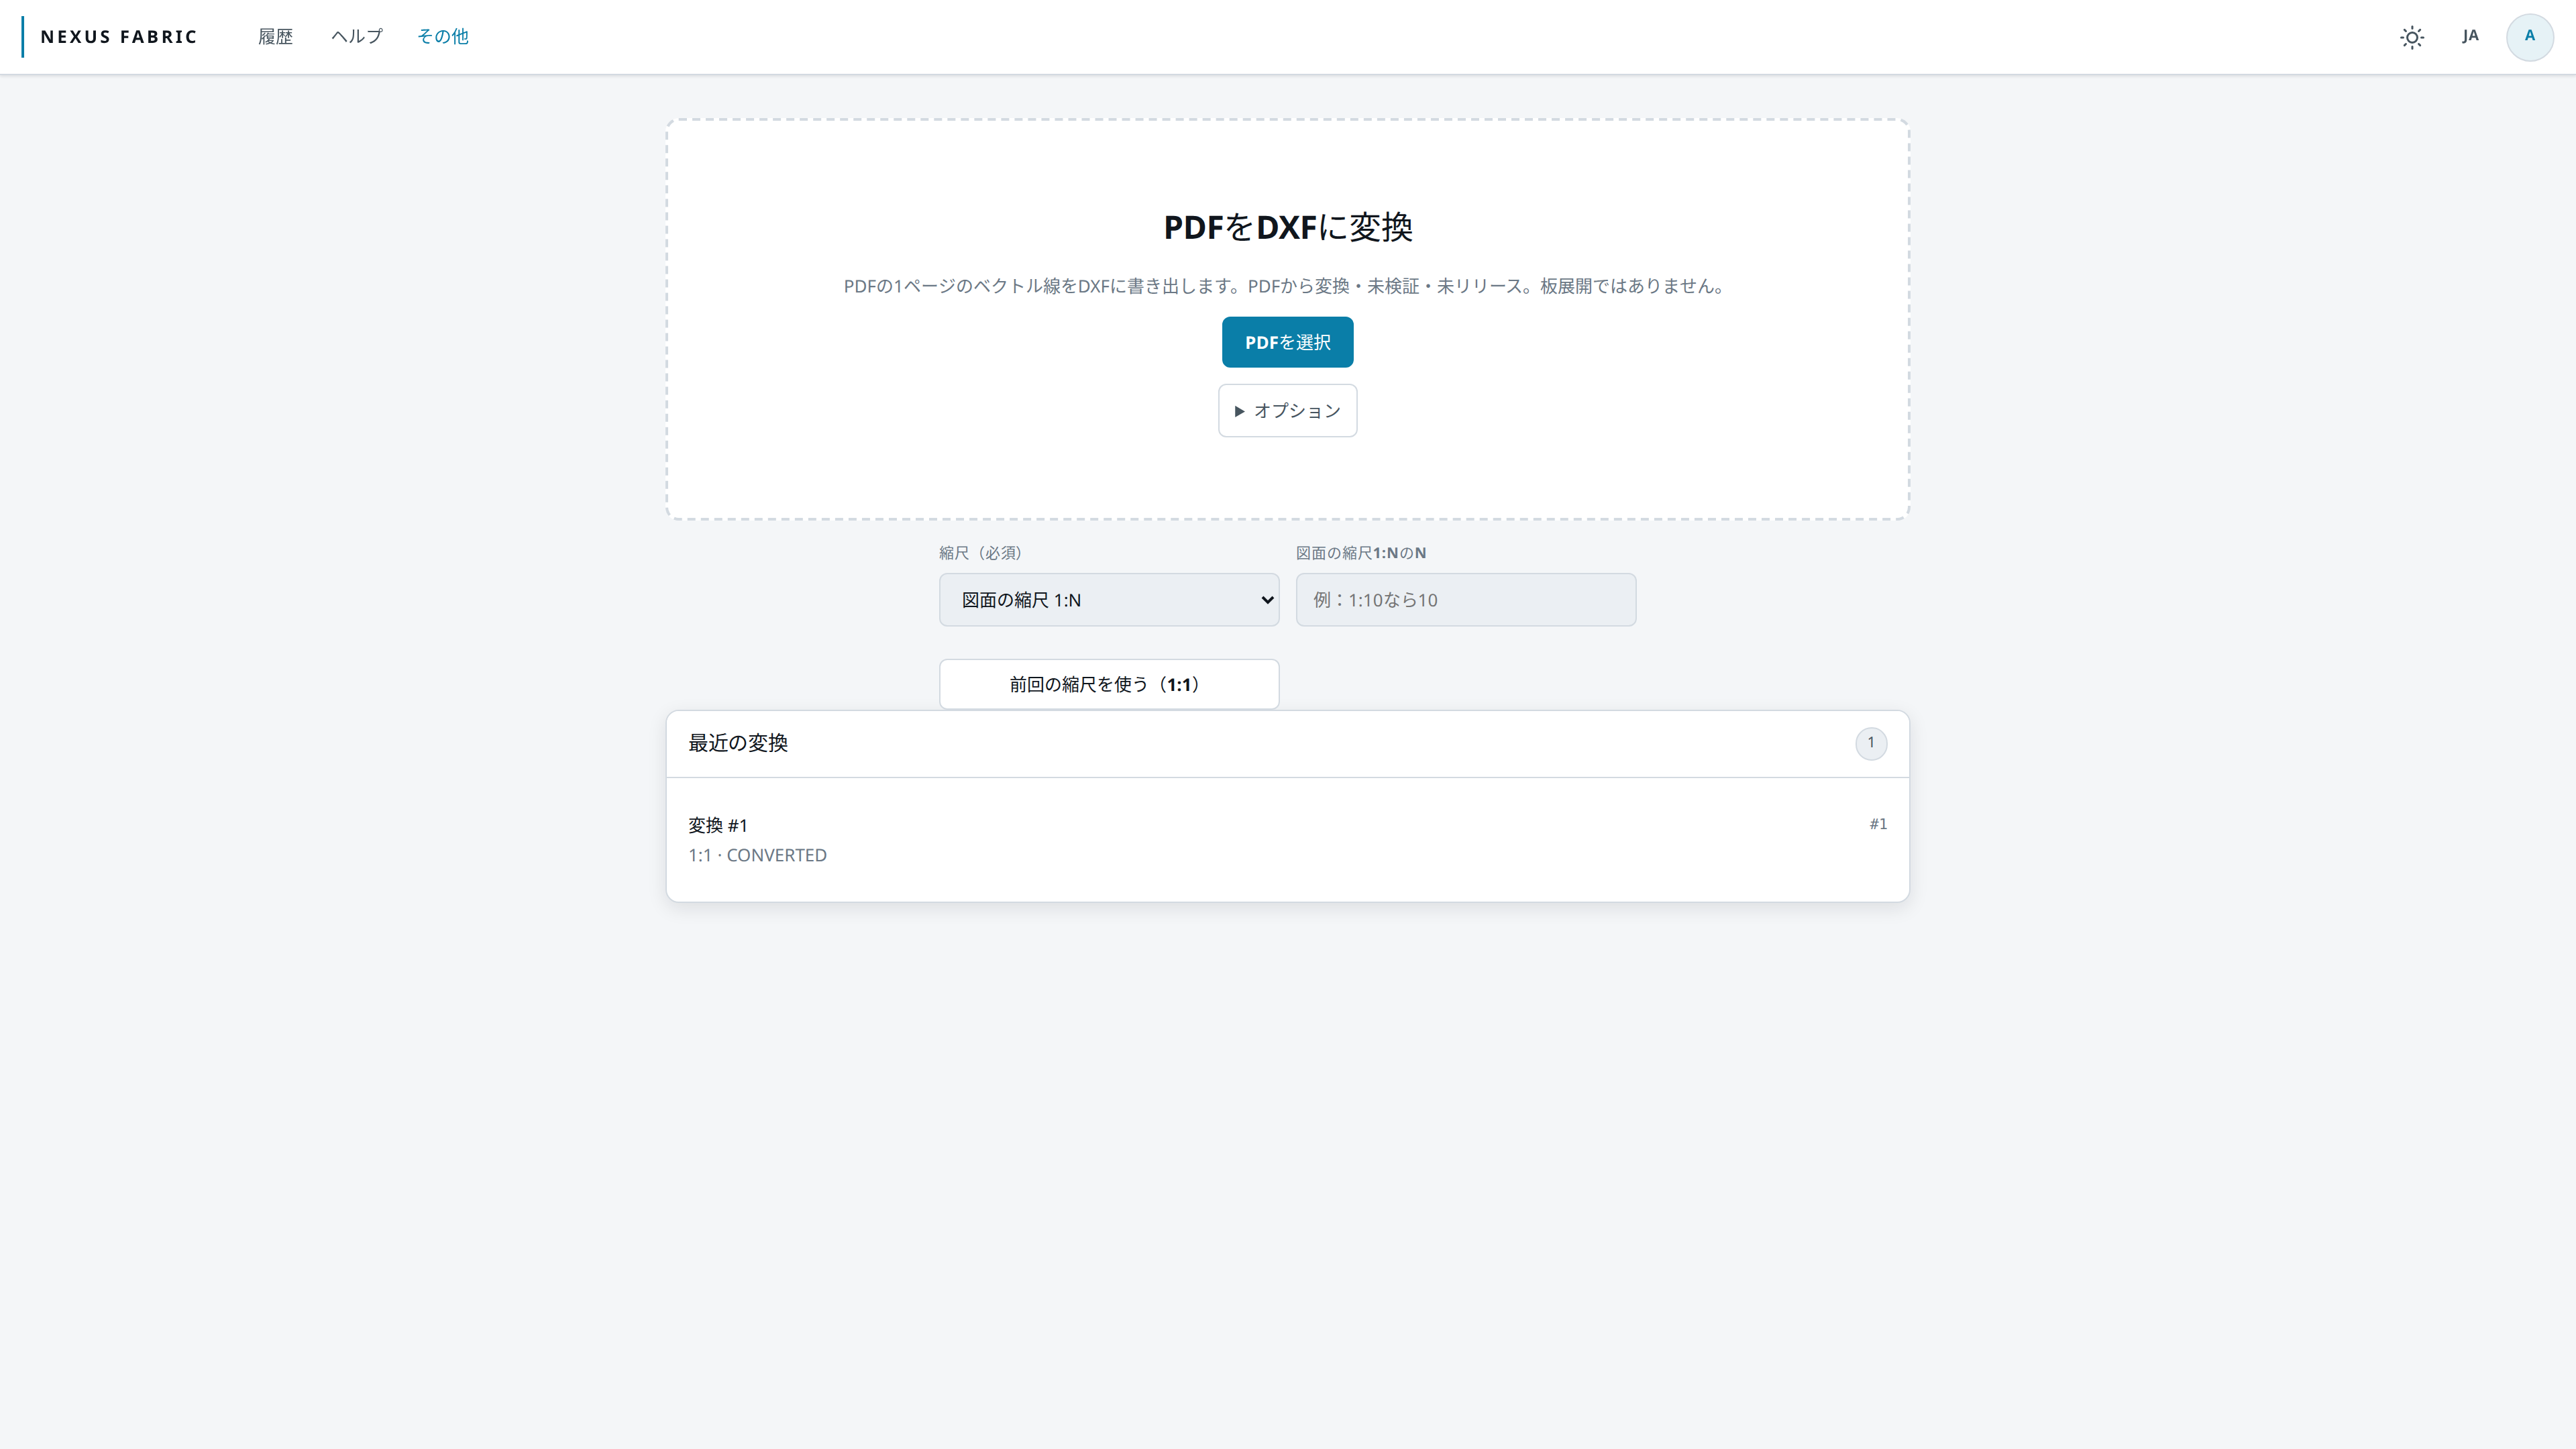 NEXUS FABRIC 履歴 ヘルプ その他 JA A
PDFをDXFに変換
PDFの1ページのベクトル線をDXFに書き出します。PDFから変換・未検証・未リリース。板展開ではありません。
PDFを選択
▶ オプション
縮尺（必須） 図面の縮尺1:NのN
図面の縮尺 1:N 例：1:10なら10
前回の縮尺を使う（1:1）
最近の変換 1
変換 #1 #1
1:1 · CONVERTED